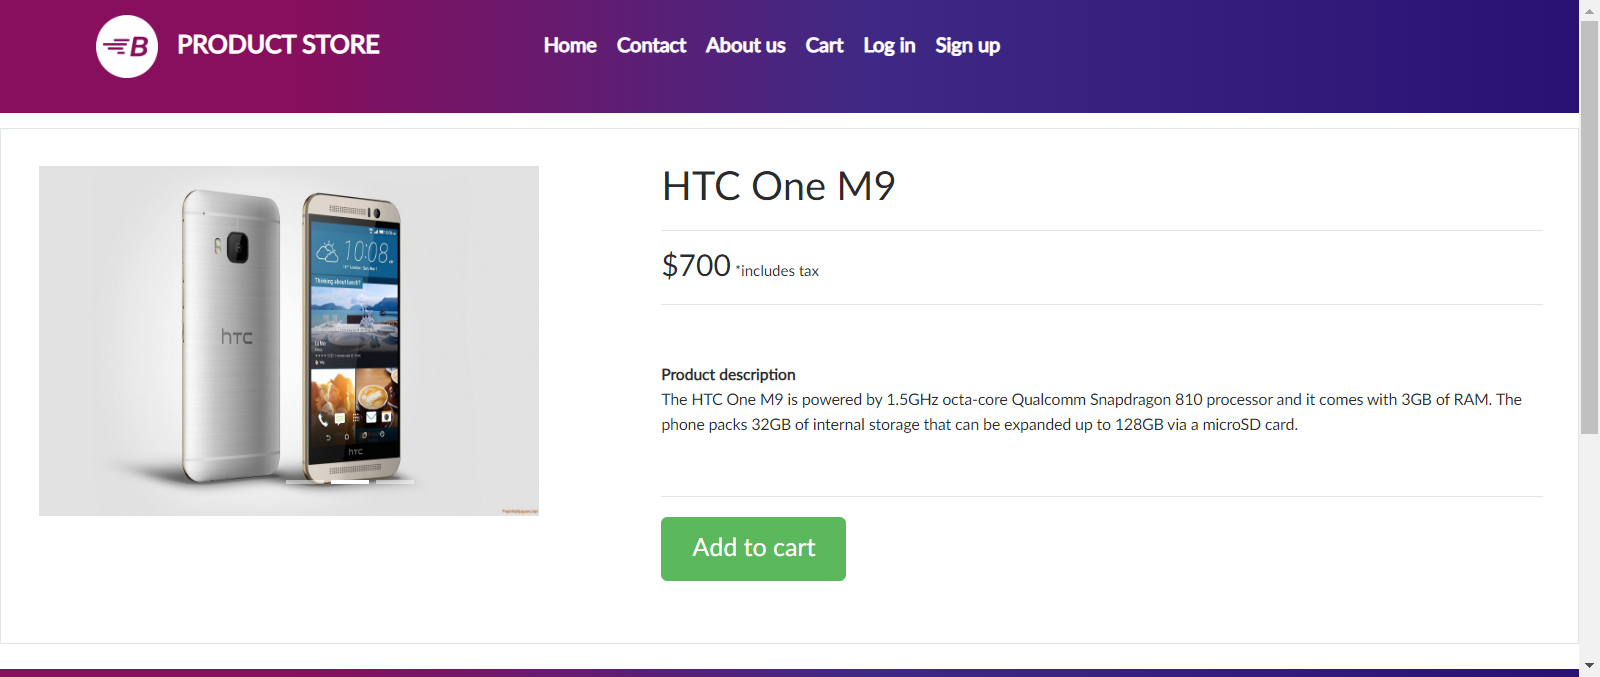 B PRODUCT STORE
Home Contact About us Cart Log in Sign up
HTC One M9
$700 *includes tax
10:08
Thinking about lunch?
hTC
hTC
Product description
The HTC One M9 is powered by 1.5GHz octa-core Qualcomm Snapdragon 810 processor and it comes with 3GB of RAM. The
phone packs 32GB of internal storage that can be expanded up to 128GB via a microSD card.
Add to cart